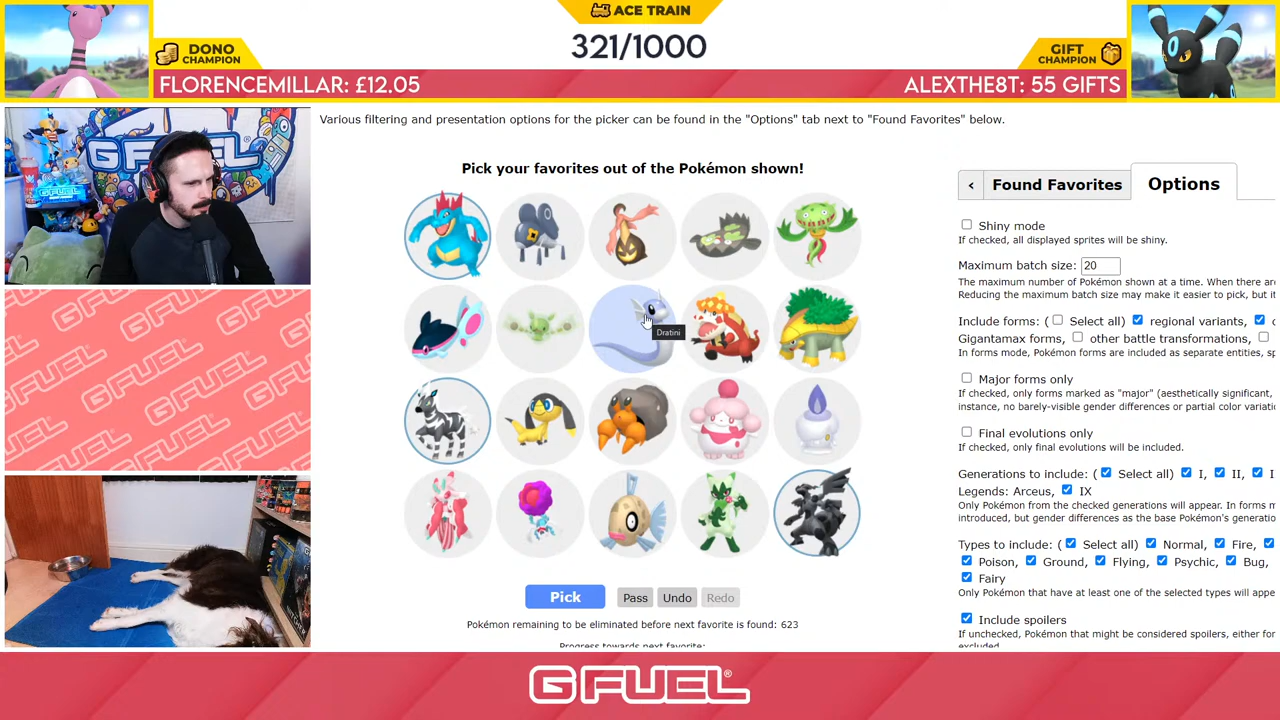 ACE TRAIN
321/1000
DONO
CHAMPION
FLORENCEMILLAR: £12.05
GIFT
CHAMPION
ALEXTHE8T: 55 GIFTS
GFUEL
GFUEL
Various filtering and presentation options for the picker can be found in the "Options" tab next to "Found Favorites" below.
Pick your favorites out of the Pokémon shown!
Dratini
Pick
Pass
Undo
Redo
Pokémon remaining to be eliminated before next favorite is found: 623
Progress towards next favorite:
‹
Found Favorites
Options
Shiny mode
If checked, all displayed sprites will be shiny.
Maximum batch size: 20
The maximum number of Pokémon shown at a time. When there are
Reducing the maximum batch size may make it easier to pick, but it
Include forms: ( Select all) regional variants,
Gigantamax forms, other battle transformations,
In forms mode, Pokémon forms are included as separate entities, sp
Major forms only
If checked, only forms marked as "major" (aesthetically significant,
instance, no barely-visible gender differences or partial color variatio
Final evolutions only
If checked, only final evolutions will be included.
Generations to include: ( Select all) I, II, I
Legends: Arceus, IX
Only Pokémon from the checked generations will appear. In forms m
introduced, but gender differences as the base Pokémon's generatio
Types to include: ( Select all) Normal, Fire,
Poison, Ground, Flying, Psychic, Bug,
Fairy
Only Pokémon that have at least one of the selected types will appe
Include spoilers
If unchecked, Pokémon that might be considered spoilers, either for
excluded.
GFUEL®